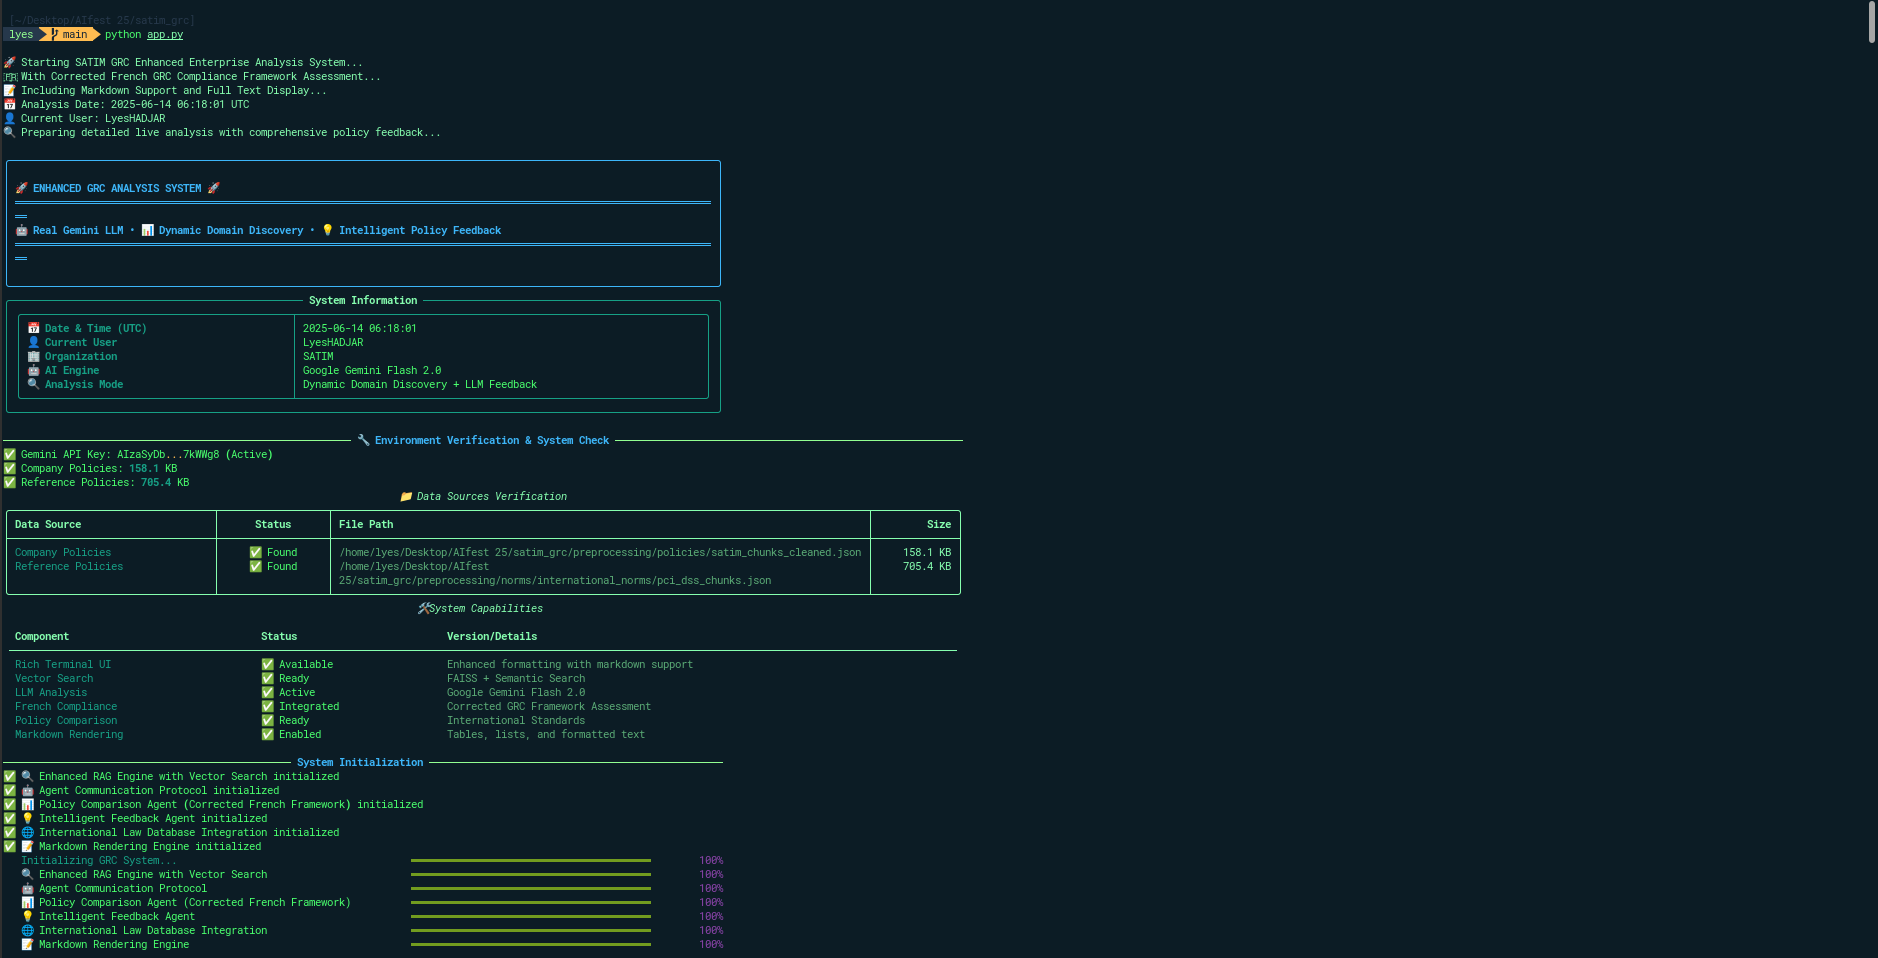 [~/Desktop/AIfest 25/satim_grc]
lyes main python app.py
🚀 Starting SATIM GRC Enhanced Enterprise Analysis System...
🇫🇷 With Corrected French GRC Compliance Framework Assessment...
📝 Including Markdown Support and Full Text Display...
📅 Analysis Date: 2025-06-14 06:18:01 UTC
👤 Current User: LyesHADJAR
🔍 Preparing detailed live analysis with comprehensive policy feedback...
🚀 ENHANCED GRC ANALYSIS SYSTEM 🚀
🤖 Real Gemini LLM • 📊 Dynamic Domain Discovery • 💡 Intelligent Policy Feedback
System Information
📅 Date & Time (UTC) 2025-06-14 06:18:01
👤 Current User LyesHADJAR
🏢 Organization SATIM
🤖 AI Engine Google Gemini Flash 2.0
🔍 Analysis Mode Dynamic Domain Discovery + LLM Feedback
🔧 Environment Verification & System Check
✅ Gemini API Key: AIzaSyDb...7kWWg8 (Active)
✅ Company Policies: 158.1 KB
✅ Reference Policies: 705.4 KB
📁 Data Sources Verification
Data Source Status File Path Size
Company Policies ✅ Found /home/lyes/Desktop/AIfest 25/satim_grc/preprocessing/policies/satim_chunks_cleaned.json 158.1 KB
Reference Policies ✅ Found /home/lyes/Desktop/AIfest 705.4 KB
25/satim_grc/preprocessing/norms/international_norms/pci_dss_chunks.json
🛠️System Capabilities
Component Status Version/Details
Rich Terminal UI ✅ Available Enhanced formatting with markdown support
Vector Search ✅ Ready FAISS + Semantic Search
LLM Analysis ✅ Active Google Gemini Flash 2.0
French Compliance ✅ Integrated Corrected GRC Framework Assessment
Policy Comparison ✅ Ready International Standards
Markdown Rendering ✅ Enabled Tables, lists, and formatted text
System Initialization
✅ 🔍 Enhanced RAG Engine with Vector Search initialized
✅ 🤖 Agent Communication Protocol initialized
✅ 📊 Policy Comparison Agent (Corrected French Framework) initialized
✅ 💡 Intelligent Feedback Agent initialized
✅ 🌐 International Law Database Integration initialized
✅ 📝 Markdown Rendering Engine initialized
Initializing GRC System... 100%
🔍 Enhanced RAG Engine with Vector Search 100%
🤖 Agent Communication Protocol 100%
📊 Policy Comparison Agent (Corrected French Framework) 100%
💡 Intelligent Feedback Agent 100%
🌐 International Law Database Integration 100%
📝 Markdown Rendering Engine 100%